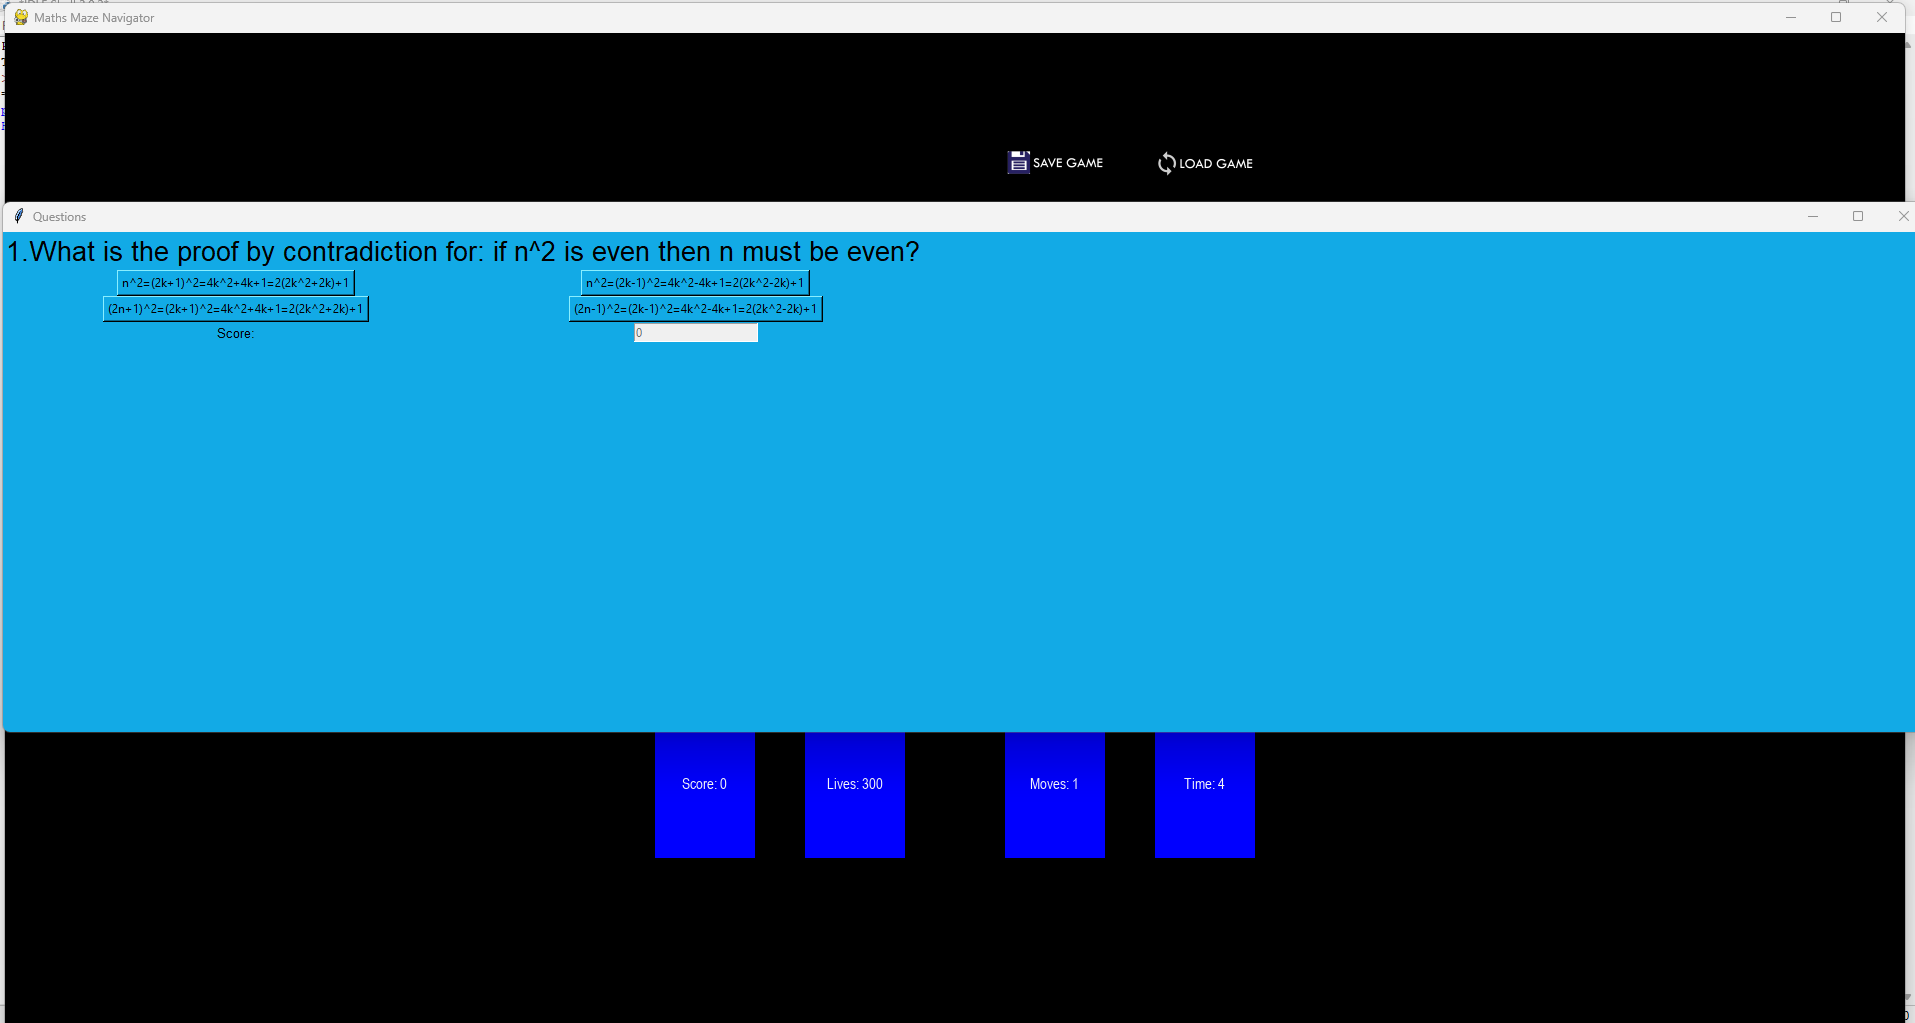 Maths Maze Navigator
SAVE GAME LOAD GAME
Questions
1.What is the proof by contradiction for: if n^2 is even then n must be even?
n^2=(2k+1)^2=4k^2+4k+1=2(2k^2+2k)+1 n^2=(2k-1)^2=4k^2-4k+1=2(2k^2-2k)+1
(2n+1)^2=(2k+1)^2=4k^2+4k+1=2(2k^2+2k)+1 (2n-1)^2=(2k-1)^2=4k^2-4k+1=2(2k^2-2k)+1
Score: 0
Score: 0 Lives: 300 Moves: 1 Time: 4